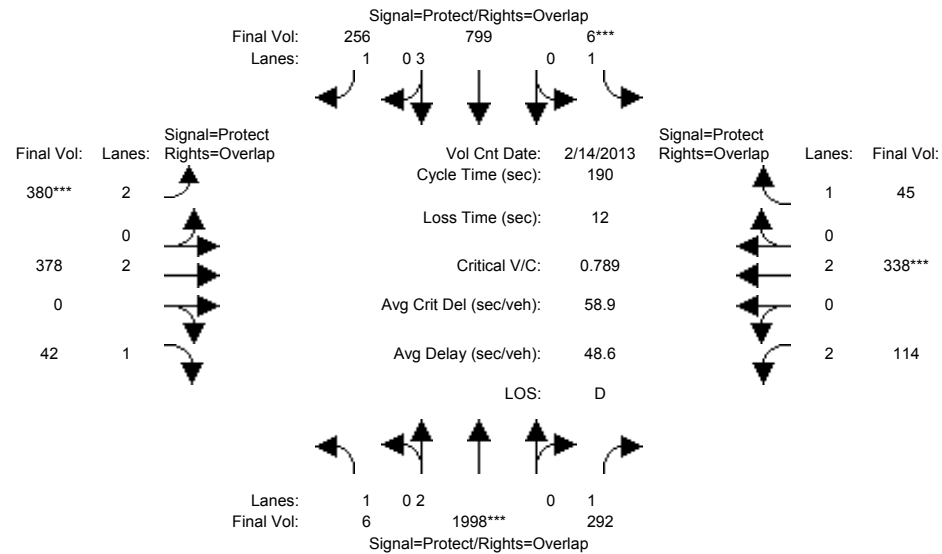 Signal=Protect/Rights=Overlap
Final Vol: 256 799 6***
Lanes: 1 0 3 0 1
Signal=Protect
Final Vol: Lanes: Rights=Overlap
Vol Cnt Date: 2/14/2013
Signal=Protect
Rights=Overlap Lanes: Final Vol:
Cycle Time (sec): 190
380*** 2
1 45
Loss Time (sec): 12
0
0
378 2
Critical V/C: 0.789
2 338***
0 0
Avg Crit Del (sec/veh): 58.9
0
42 1
Avg Delay (sec/veh): 48.6
2 114
LOS: D
Lanes: 1 0 2 0 1
Final Vol: 6 1998*** 292
Signal=Protect/Rights=Overlap